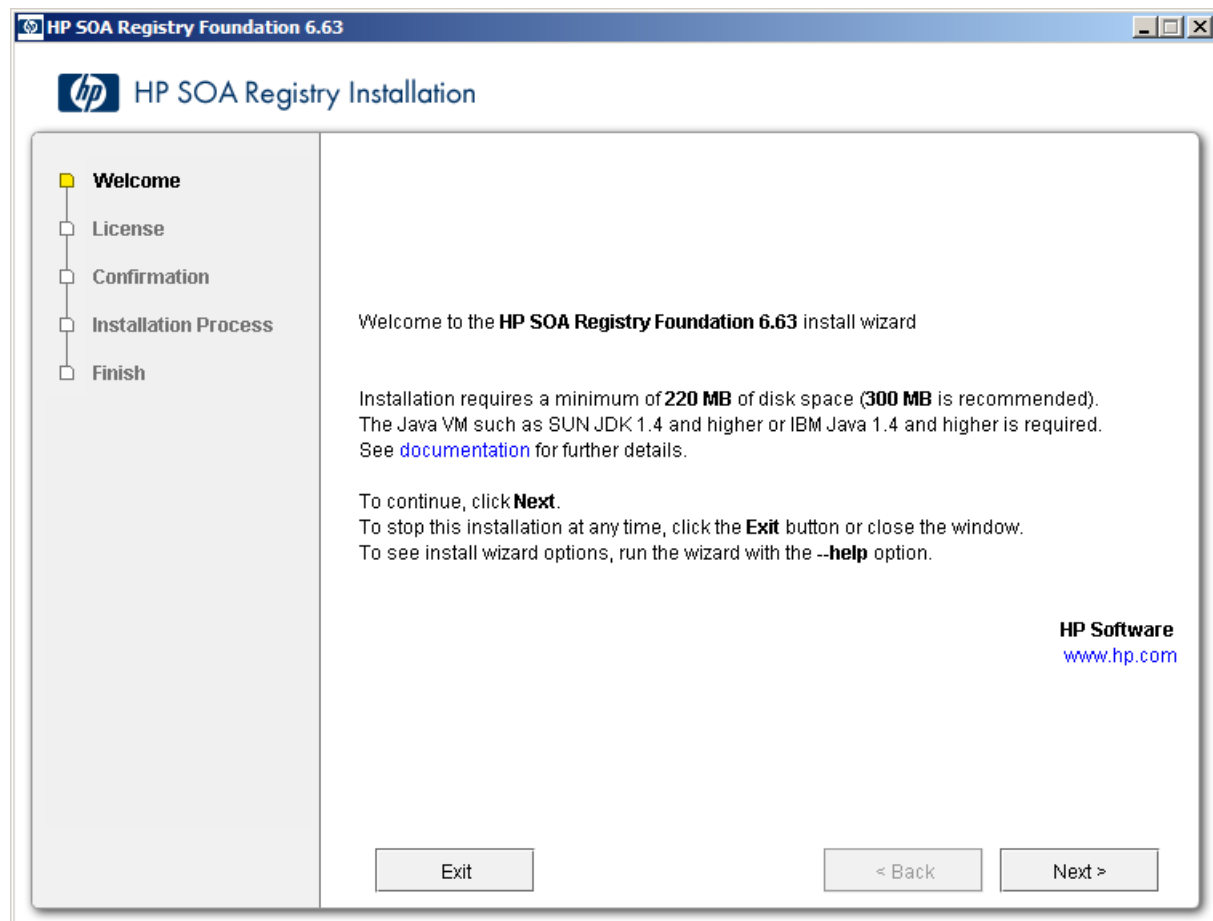 HP SOA Registry Foundation 6.63
hp HP SOA Registry Installation
Welcome
License
Confirmation
Installation Process
Finish
Welcome to the HP SOA Registry Foundation 6.63 install wizard
Installation requires a minimum of 220 MB of disk space (300 MB is recommended).
The Java VM such as SUN JDK 1.4 and higher or IBM Java 1.4 and higher is required.
See documentation for further details.
To continue, click Next.
To stop this installation at any time, click the Exit button or close the window.
To see install wizard options, run the wizard with the --help option.
HP Software
www.hp.com
Exit
< Back
Next >